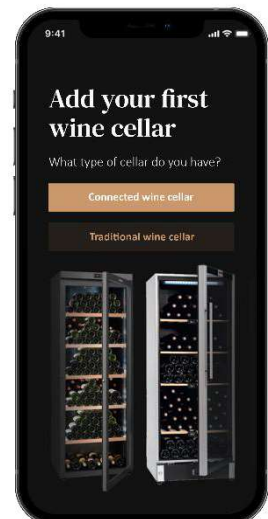 9:41
Add your first
wine cellar
What type of cellar do you have?
Connected wine cellar
Traditional wine cellar